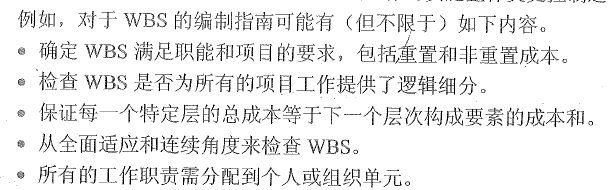 例如，对于 WBS 的编制指南可能有（但不限于）如下内容。
● 确定 WBS 满足职能和项目的要求，包括重置和非重置成本。
● 检查 WBS 是否为所有的项目工作提供了逻辑细分。
● 保证每一个特定层的总成本等于下一个层次构成要素的成本和。
● 从全面适应和连续角度来检查 WBS。
● 所有的工作职责需分配到个人或组织单元。